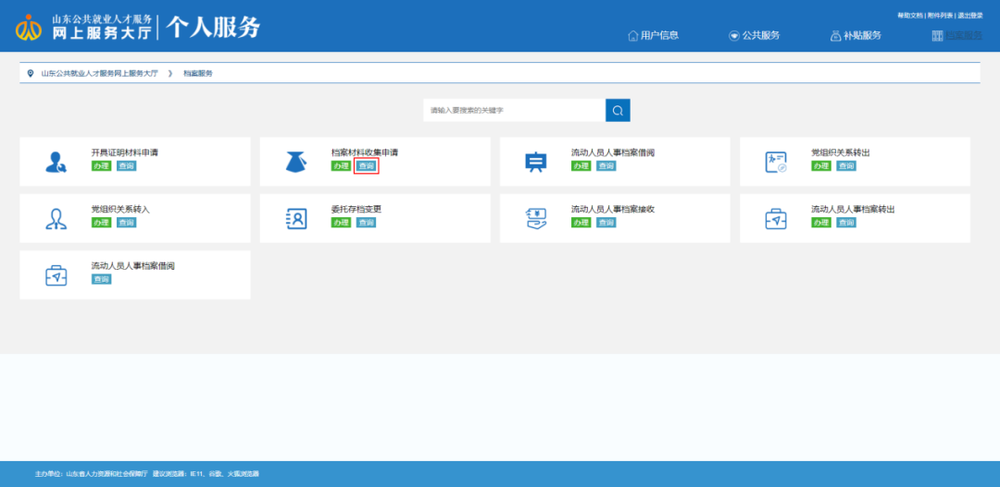 山东公共就业人才服务
网上服务大厅
个人服务
帮助文档 | 附件列表 | 退出登录
用户信息
公共服务
补贴服务
档案服务
山东公共就业人才服务网上服务大厅 》 档案服务
请输入要搜索的关键字
开具证明材料申请
办理 查询
档案材料收集申请
办理 查询
流动人员人事档案借阅
办理 查询
党组织关系转出
办理 查询
党组织关系转入
办理 查询
委托存档变更
办理 查询
流动人员人事档案接收
办理 查询
流动人员人事档案转出
办理 查询
流动人员人事档案借阅
查询
主办单位：山东省人力资源和社会保障厅 建议浏览器：IE11、谷歌、火狐浏览器